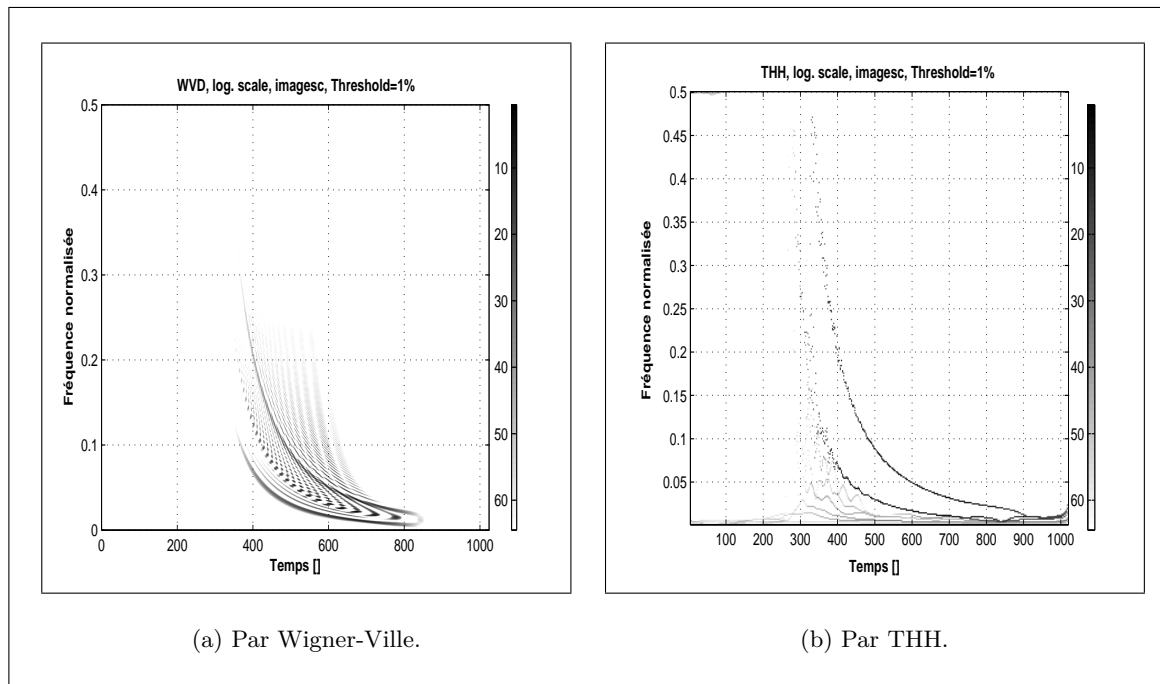 WVD, log. scale, imagesc, Threshold=1%
0.5
0.4
0.3
0.2
0.1
0
Fréquence normalisée
0 200 400 600 800 1000
Temps []
10
20
30
40
50
60
(a) Par Wigner-Ville.
THH, log. scale, imagesc, Threshold=1%
0.5
0.45
0.4
0.35
0.3
0.25
0.2
0.15
0.1
0.05
Fréquence normalisée
100 200 300 400 500 600 700 800 900 1000
Temps []
10
20
30
40
50
60
(b) Par THH.